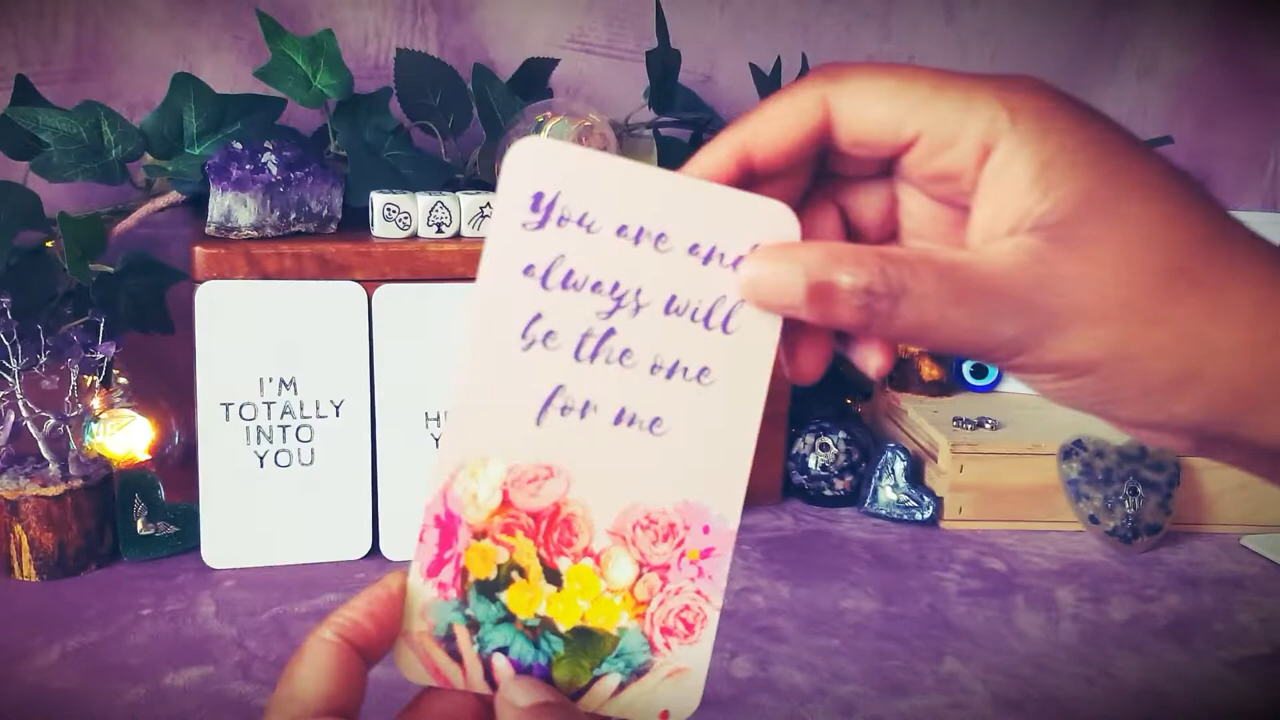 I'M
TOTALLY
INTO
YOU
You are and
always will
be the one
for me